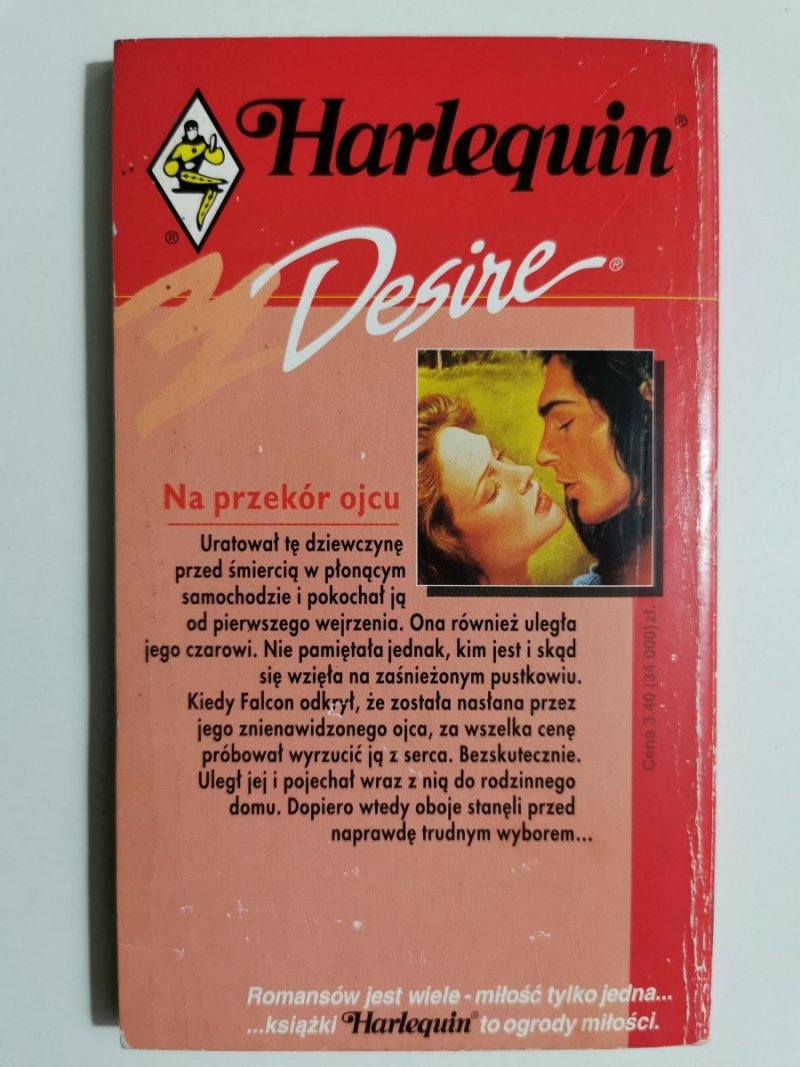 Harlequin®
®
Desire®
Na przekór ojcu
Uratował tę dziewczynę
przed śmiercią w płonącym
samochodzie i pokochał ją
od pierwszego wejrzenia. Ona również uległa
jego czarowi. Nie pamiętała jednak, kim jest i skąd
się wzięła na zaśnieżonym pustkowiu.
Kiedy Falcon odkrył, że została nasłana przez
jego znienawidzonego ojca, za wszelka cenę
próbował wyrzucić ją z serca. Bezskutecznie.
Uległ jej i pojechał wraz z nią do rodzinnego
domu. Dopiero wtedy oboje stanęli przed
naprawdę trudnym wyborem...
Cena 3.40 (34 000) zł.
Romansów jest wiele - miłość tylko jedna...
...książki Harlequin® to ogrody miłości.